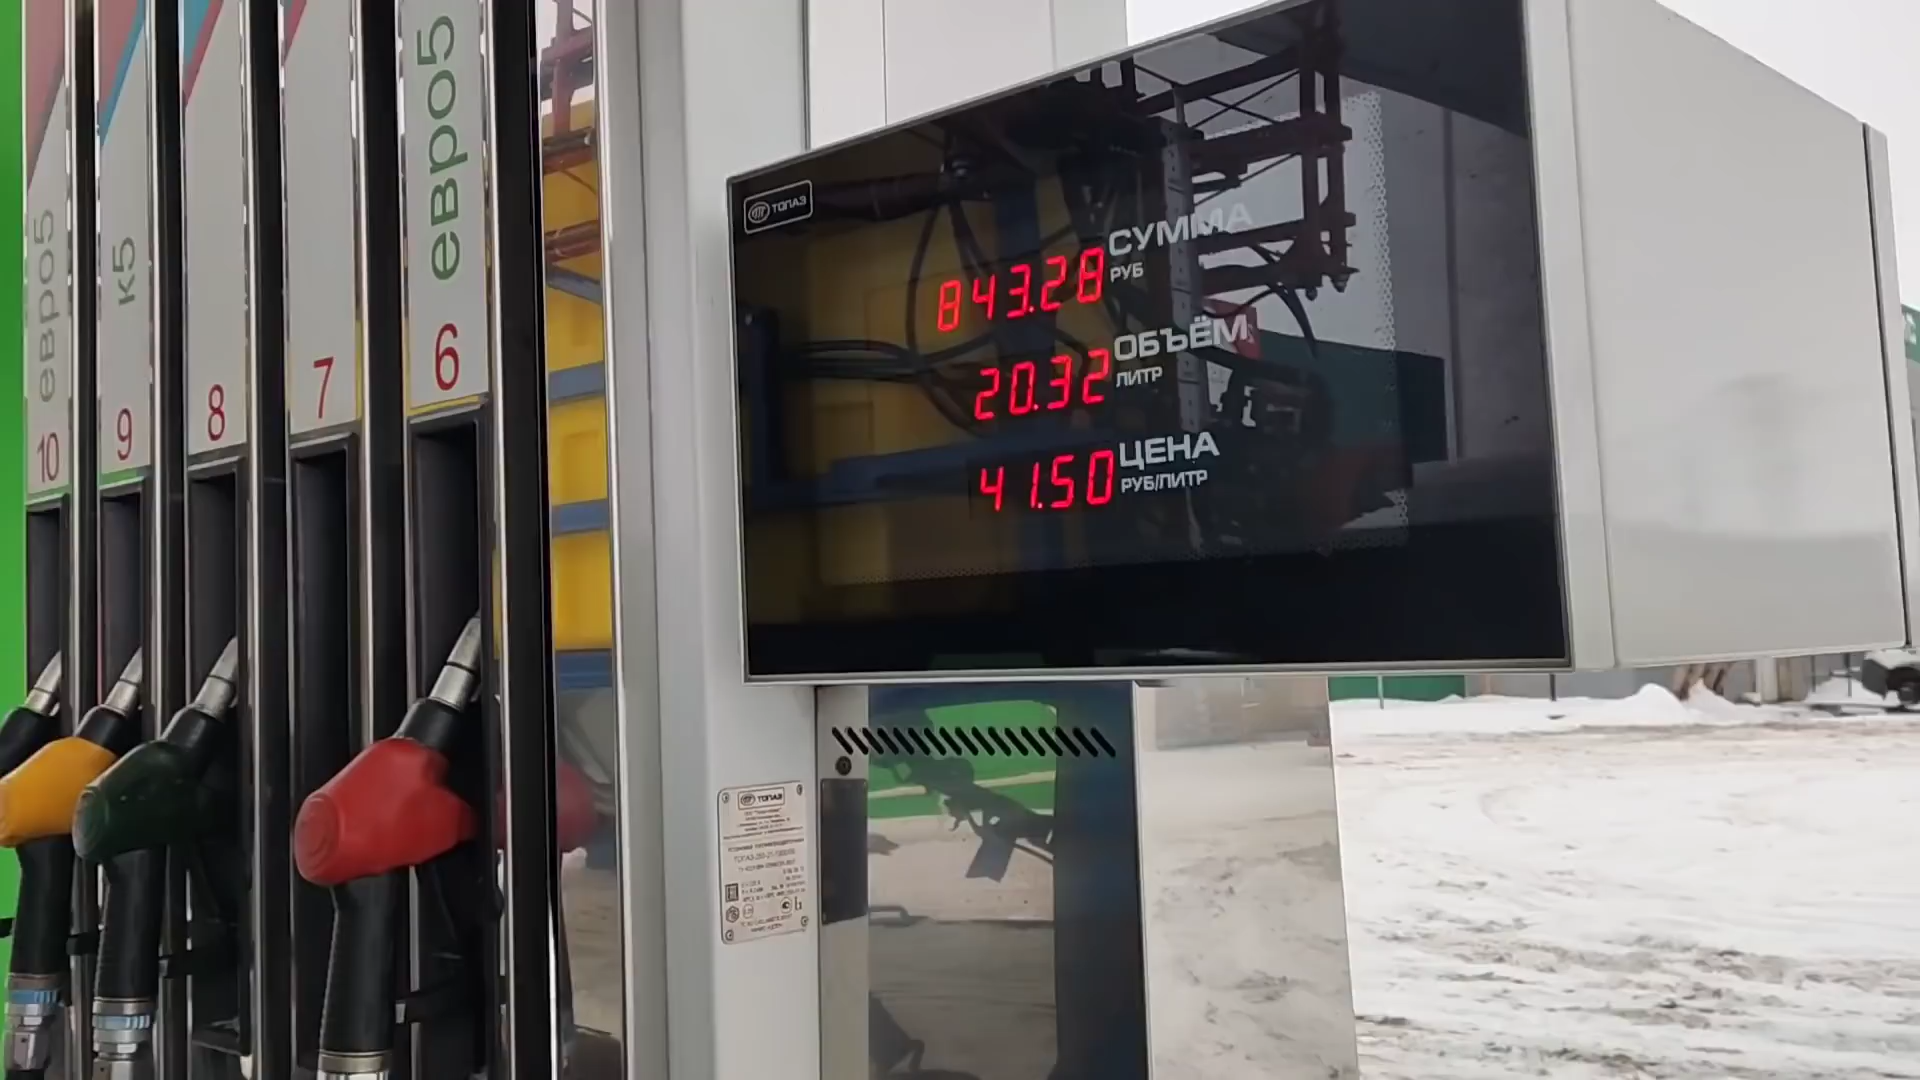 евро5
10
к5
9
8
7
евро5
6
ТОПАЗ
СУММА
843.28 РУБ
ОБЪЁМ
20.32 ЛИТР
ЦЕНА
41.50 РУБ/ЛИТР
ТОПАЗ